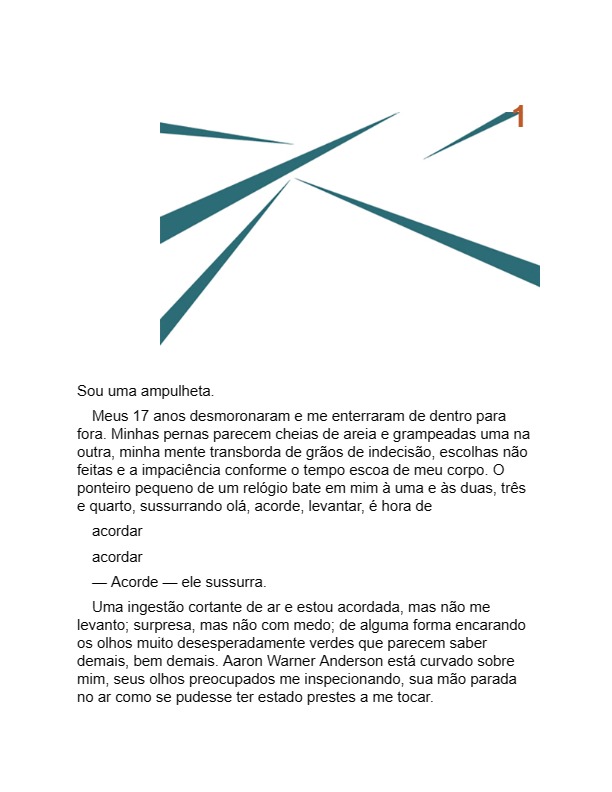 1
Sou uma ampulheta.
Meus 17 anos desmoronaram e me enterraram de dentro para
fora. Minhas pernas parecem cheias de areia e grampeadas uma na
outra, minha mente transborda de grãos de indecisão, escolhas não
feitas e a impaciência conforme o tempo escoa de meu corpo. O
ponteiro pequeno de um relógio bate em mim à uma e às duas, três
e quarto, sussurrando olá, acorde, levantar, é hora de
acordar
acordar
— Acorde — ele sussurra.
Uma ingestão cortante de ar e estou acordada, mas não me
levanto; surpresa, mas não com medo; de alguma forma encarando
os olhos muito desesperadamente verdes que parecem saber
demais, bem demais. Aaron Warner Anderson está curvado sobre
mim, seus olhos preocupados me inspecionando, sua mão parada
no ar como se pudesse ter estado prestes a me tocar.